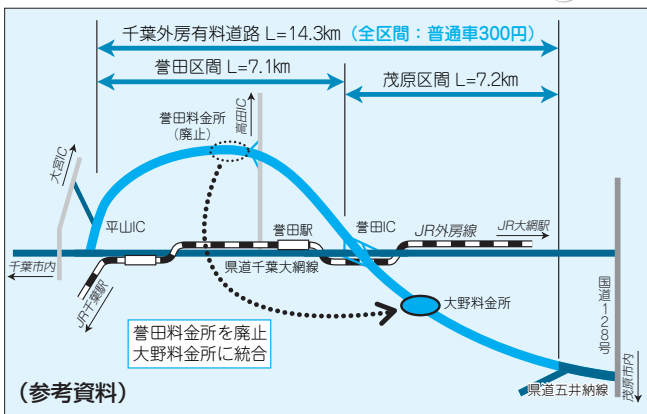 千葉外房有料道路 L=14.3km（全区間：普通車300円）
誉田区間 L=7.1km
茂原区間 L=7.2km
誉田料金所
（廃止）
高田IC
大宮IC
平山IC
誉田駅
誉田IC
JR外房線
JR大網駅
千葉市内
県道千葉大網線
JR千葉駅
大野料金所
国道128号
誉田料金所を廃止
大野料金所に統合
（参考資料）
県道五井納線
茂原市内